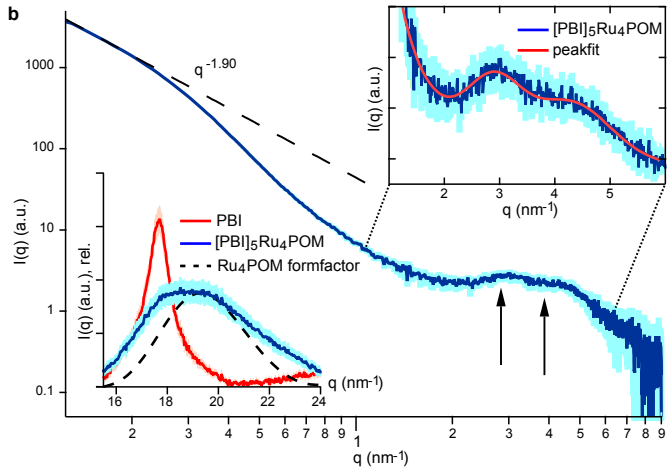 b
I(q) (a.u.)
1000
100
10
1
0.1
q^-1.90
[PBI]5Ru4POM
peakfit
I(q) (a.u.)
2 3 4 5
q (nm^-1)
PBI
[PBI]5Ru4POM
Ru4POM formfactor
I(q) (a.u.), rel.
16 18 20 22 24
q (nm^-1)
2 3 4 5 6 7 8 9 1 2 3 4 5 6 7 8 9
q (nm^-1)